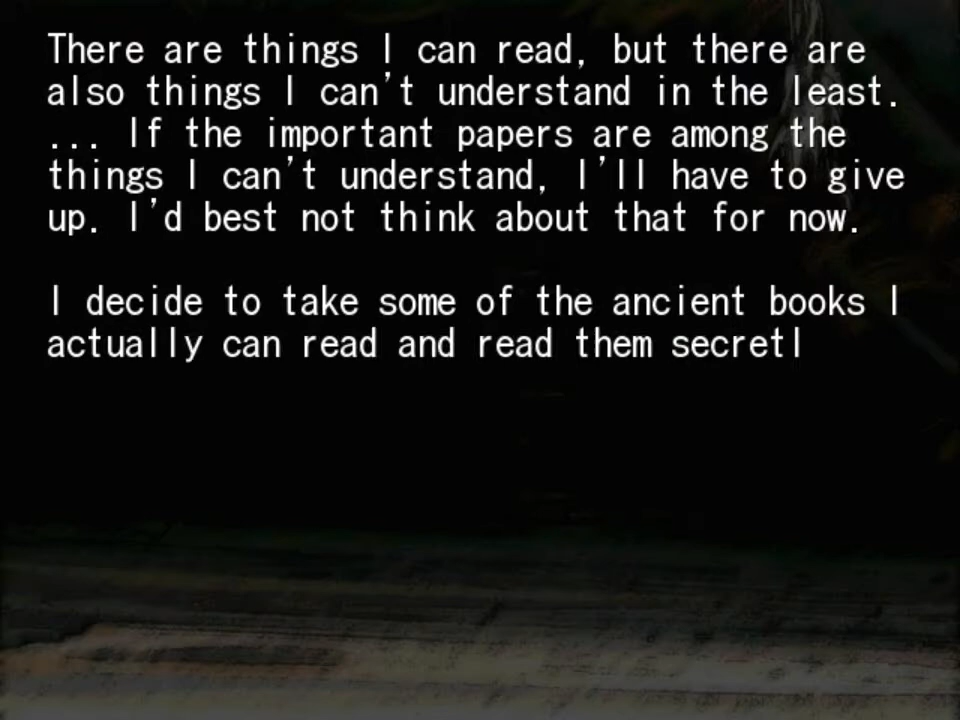 There are things I can read, but there are
also things I can't understand in the least.
... If the important papers are among the
things I can't understand, I'll have to give
up. I'd best not think about that for now.
I decide to take some of the ancient books I
actually can read and read them secretl